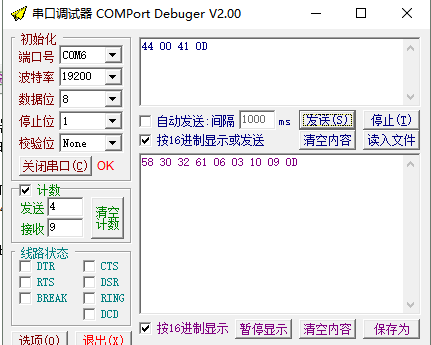 串口调试器 COMPort Debuger V2.00
初始化
端口号 COM6
波特率 19200
数据位 8
停止位 1
校验位 None
关闭串口(C) OK
计数
发送 4
接收 9
清空计数
线路状态
DTR CTS
RTS DSR
BREAK RING
DCD
选项(O) 退出(X)
44 00 41 0D
自动发送:间隔 1000 ms 发送(S) 停止(T)
按16进制显示或发送 清空内容 读入文件
58 30 32 61 06 03 10 09 0D
按16进制显示 暂停显示 清空内容 保存为